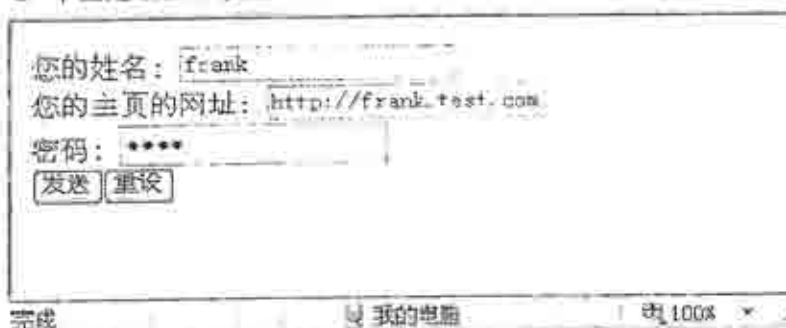 您的姓名: frank
您的主页的网址: http://frank.test.com
密码: ****
发送 重设
完成 我的电脑 100%